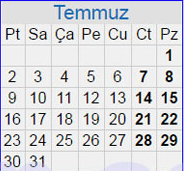 Temmuz
Pt Sa Ça Pe Cu Ct Pz
1
2 3 4 5 6 7 8
9 10 11 12 13 14 15
16 17 18 19 20 21 22
23 24 25 26 27 28 29
30 31